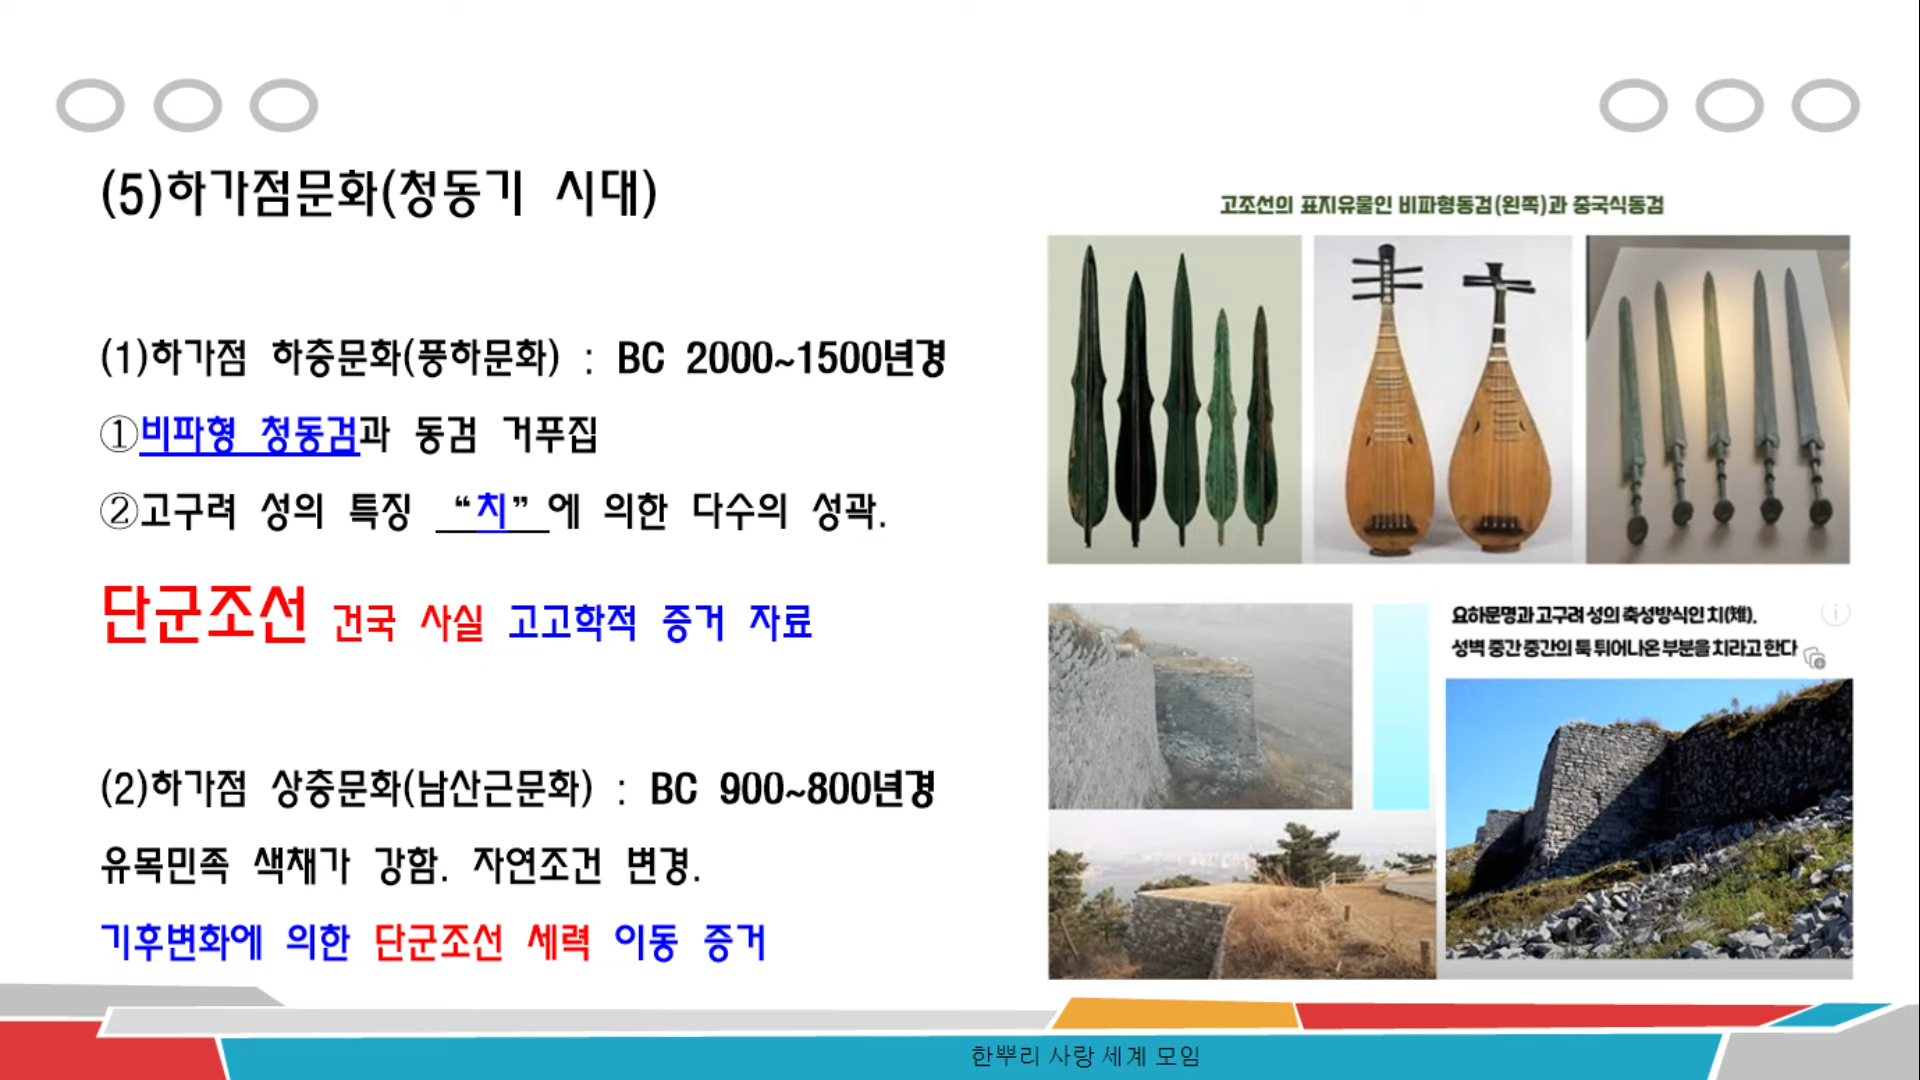 (5)하가점문화(청동기 시대)
(1)하가점 하층문화(풍하문화) : BC 2000~1500년경
①비파형 청동검과 동검 거푸집
②고구려 성의 특징 “치”에 의한 다수의 성곽.
단군조선 건국 사실 고고학적 증거 자료
(2)하가점 상층문화(남산근문화) : BC 900~800년경
유목민족 색채가 강함. 자연조건 변경.
기후변화에 의한 단군조선 세력 이동 증거
고조선의 표지유물인 비파형동검(왼쪽)과 중국식동검
요하문명과 고구려 성의 축성방식인 치(雉).
성벽 중간 중간의 툭 튀어나온 부분을 치라고 한다
한뿌리 사랑 세계 모임